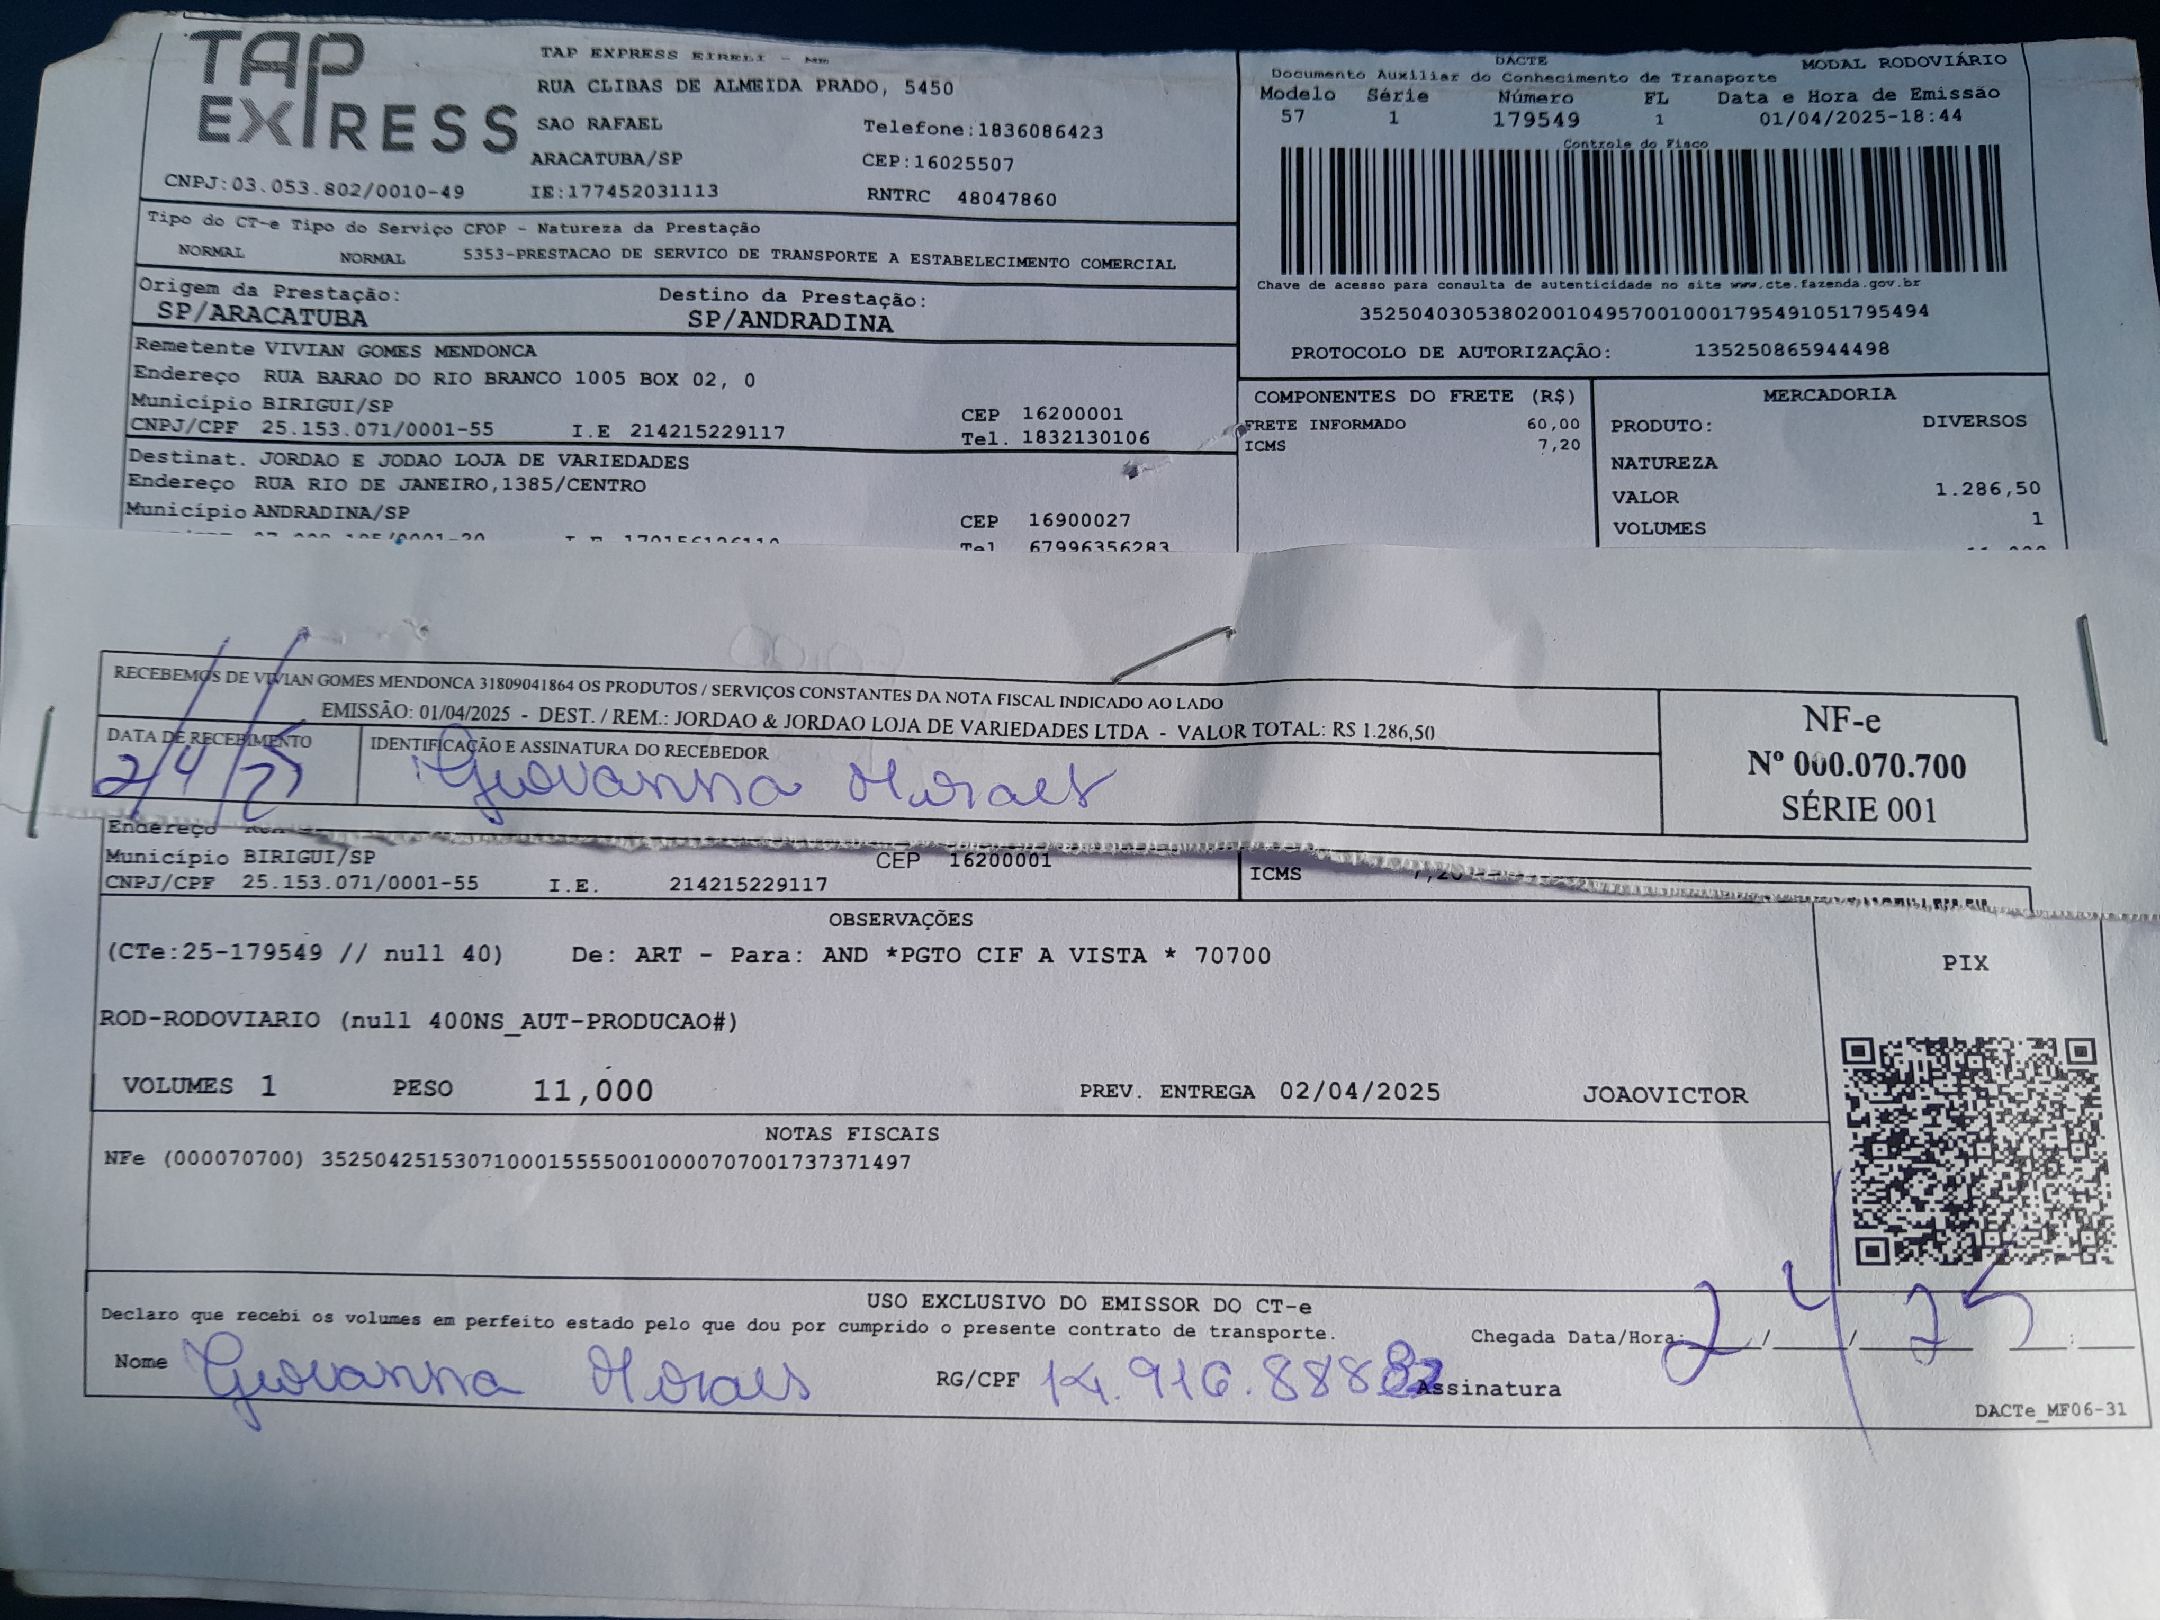 TAP EXPRESS
TAP EXPRESS EIRELI - ME
RUA CLIBAS DE ALMEIDA PRADO, 5450
SAO RAFAEL Telefone:1836086423
ARACATUBA/SP CEP:16025507
CNPJ:03.053.802/0010-49 IE:177452031113 RNTRC 48047860
DACTE MODAL RODOVIÁRIO
Documento Auxiliar do Conhecimento de Transporte
Modelo Série Número FL Data e Hora de Emissão
57 1 179549 1 01/04/2025-18:44
Controle do Fisco
Tipo do CT-e Tipo do Serviço CFOP - Natureza da Prestação
NORMAL NORMAL 5353-PRESTACAO DE SERVICO DE TRANSPORTE A ESTABELECIMENTO COMERCIAL
Chave de acesso para consulta de autenticidade no site www.cte.fazenda.gov.br
35250403053802001049570010001795491051795494
PROTOCOLO DE AUTORIZAÇÃO: 135250865944498
Origem da Prestação: Destino da Prestação:
SP/ARACATUBA SP/ANDRADINA
Remetente VIVIAN GOMES MENDONCA
Endereço RUA BARAO DO RIO BRANCO 1005 BOX 02, 0
Município BIRIGUI/SP CEP 16200001
CNPJ/CPF 25.153.071/0001-55 I.E 214215229117 Tel. 1832130106
Destinat. JORDAO E JODAO LOJA DE VARIEDADES
Endereço RUA RIO DE JANEIRO,1385/CENTRO
Município ANDRADINA/SP CEP 16900027
Tel 67996356283
COMPONENTES DO FRETE (R$)
FRETE INFORMADO 60,00
ICMS 7,20
MERCADORIA
PRODUTO: DIVERSOS
NATUREZA
VALOR 1.286,50
VOLUMES 1
RECEBEMOS DE VIVIAN GOMES MENDONCA 31809041864 OS PRODUTOS / SERVIÇOS CONSTANTES DA NOTA FISCAL INDICADO AO LADO
EMISSÃO: 01/04/2025 - DEST. / REM.: JORDAO & JORDAO LOJA DE VARIEDADES LTDA - VALOR TOTAL: R$ 1.286,50
DATA DE RECEBIMENTO IDENTIFICAÇÃO E ASSINATURA DO RECEBEDOR
2/4/25 Giovanna Moraes
NF-e
Nº 000.070.700
SÉRIE 001
Endereço
Município BIRIGUI/SP CEP 16200001
CNPJ/CPF 25.153.071/0001-55 I.E. 214215229117 ICMS 7,20
OBSERVAÇÕES
(CTe:25-179549 // null 40) De: ART - Para: AND *PGTO CIF A VISTA * 70700
ROD-RODOVIARIO (null 400NS_AUT-PRODUCAO#)
VOLUMES 1 PESO 11,000 PREV. ENTREGA 02/04/2025 JOAOVICTOR
PIX
NOTAS FISCAIS
NFe (000070700) 35250425153071000155550010000707001737371497
USO EXCLUSIVO DO EMISSOR DO CT-e
Declaro que recebi os volumes em perfeito estado pelo que dou por cumprido o presente contrato de transporte.
Chegada Data/Hora: 2/4/25 __:__
Nome Giovanna Moraes RG/CPF Assinatura
DACTe_MF06-31